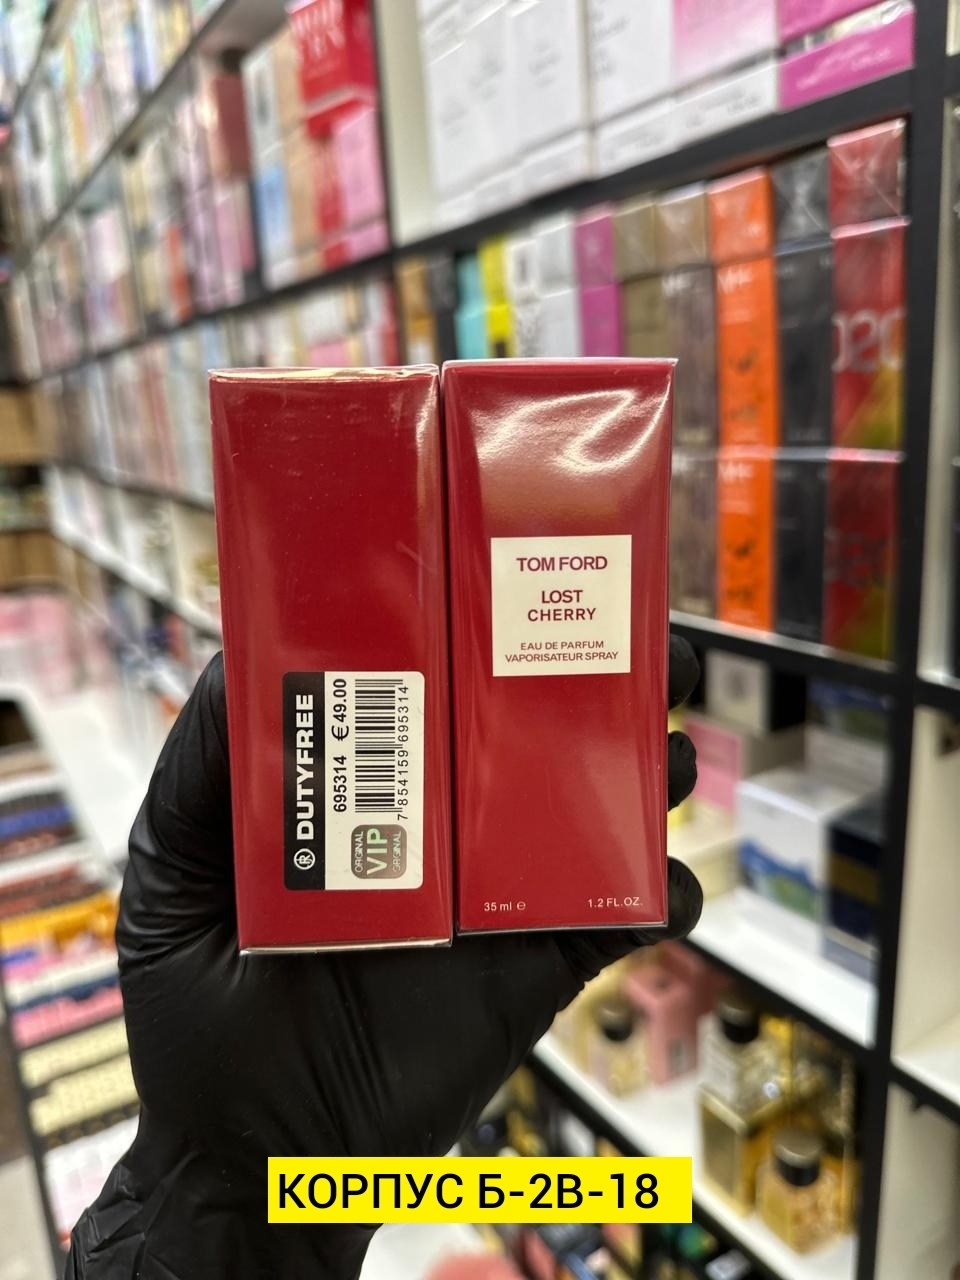 TOM FORD
LOST
CHERRY
EAU DE PARFUM
VAPORISATEUR SPRAY
35 ml ℮ 1.2 FL.OZ.
DUTYFREE
695314 €49.00
7 854159 695314
ORIGINAL
VIP
ORIGINAL
КОРПУС Б-2В-18